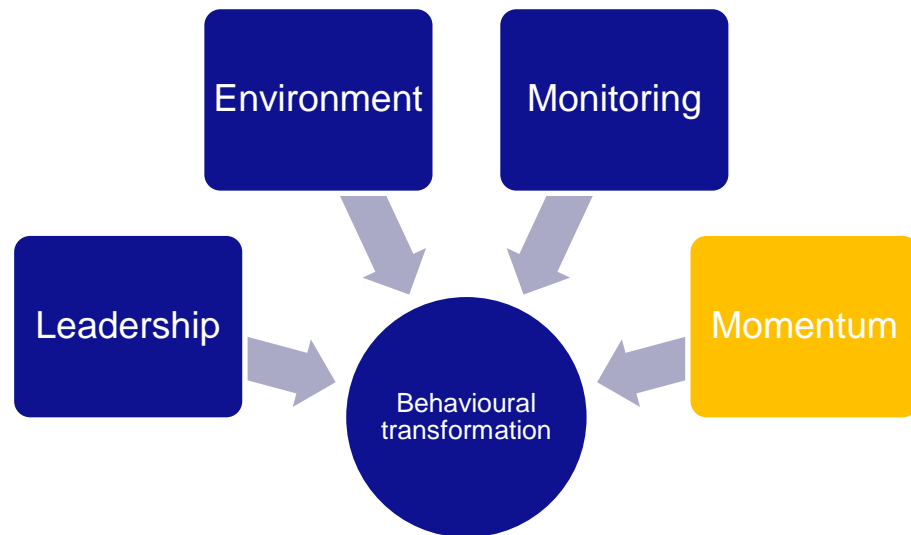 Environment
Monitoring
Leadership
Momentum
Behavioural
transformation